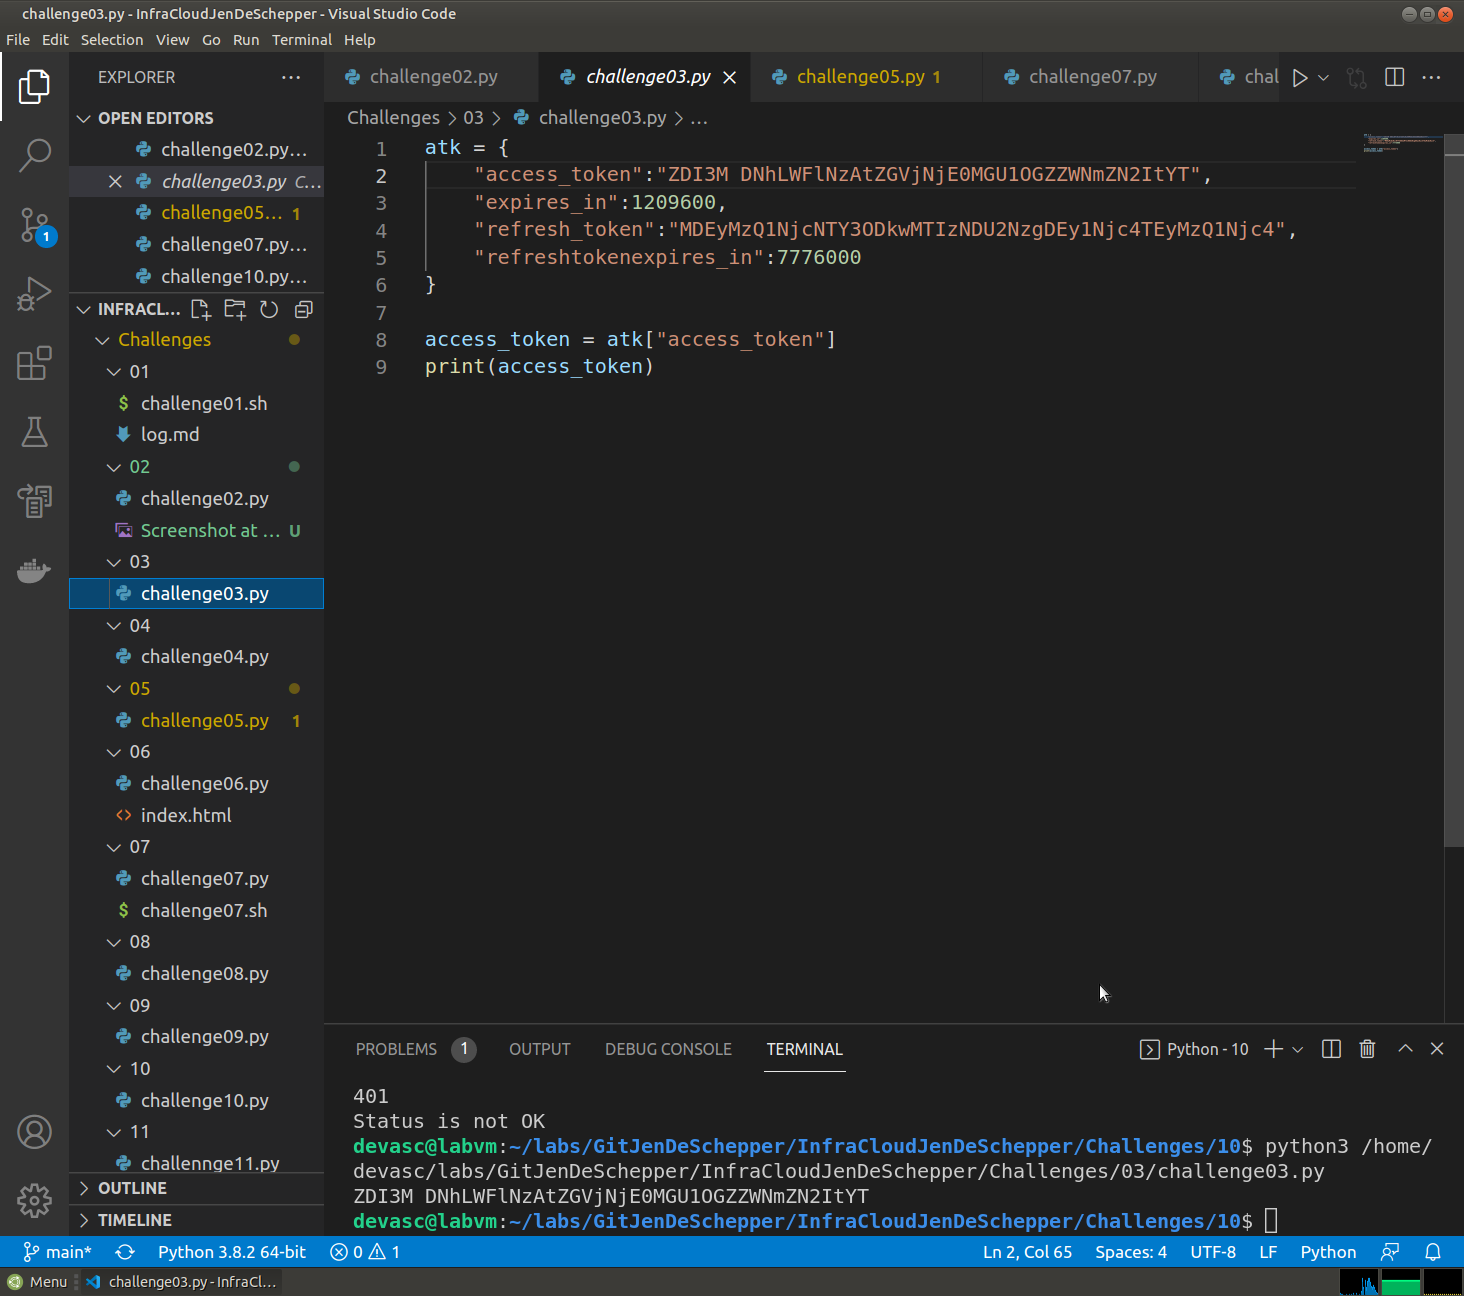 challenge03.py - InfraCloudJenDeSchepper - Visual Studio Code
File Edit Selection View Go Run Terminal Help
EXPLORER ...
challenge02.py challenge03.py challenge05.py 1 challenge07.py chal
OPEN EDITORS
challenge02.py...
challenge03.py C...
challenge05... 1
challenge07.py...
challenge10.py...
INFRACL...
Challenges
01
challenge01.sh
log.md
02
challenge02.py
Screenshot at ... U
03
challenge03.py
04
challenge04.py
05
challenge05.py 1
06
challenge06.py
index.html
07
challenge07.py
challenge07.sh
08
challenge08.py
09
challenge09.py
10
challenge10.py
11
challennge11.py
OUTLINE
TIMELINE
1
Challenges > 03 > challenge03.py > ...
1 atk = {
2 "access_token":"ZDI3M DNhLWFlNzAtZGVjNjE0MGU1OGZZWNmZN2ItYT",
3 "expires_in":1209600,
4 "refresh_token":"MDEyMzQ1NjcNTY3ODkwMTIzNDU2NzgDEy1Njc4TEyMzQ1Njc4",
5 "refreshtokenexpires_in":7776000
6 }
7
8 access_token = atk["access_token"]
9 print(access_token)
PROBLEMS 1 OUTPUT DEBUG CONSOLE TERMINAL Python - 10
401
Status is not OK
devasc@labvm:~/labs/GitJenDeSchepper/InfraCloudJenDeSchepper/Challenges/10$ python3 /home/
devasc/labs/GitJenDeSchepper/InfraCloudJenDeSchepper/Challenges/03/challenge03.py
ZDI3M DNhLWFlNzAtZGVjNjE0MGU1OGZZWNmZN2ItYT
devasc@labvm:~/labs/GitJenDeSchepper/InfraCloudJenDeSchepper/Challenges/10$
main* Python 3.8.2 64-bit 0 1 Ln 2, Col 65 Spaces: 4 UTF-8 LF Python
Menu challenge03.py - InfraCl...